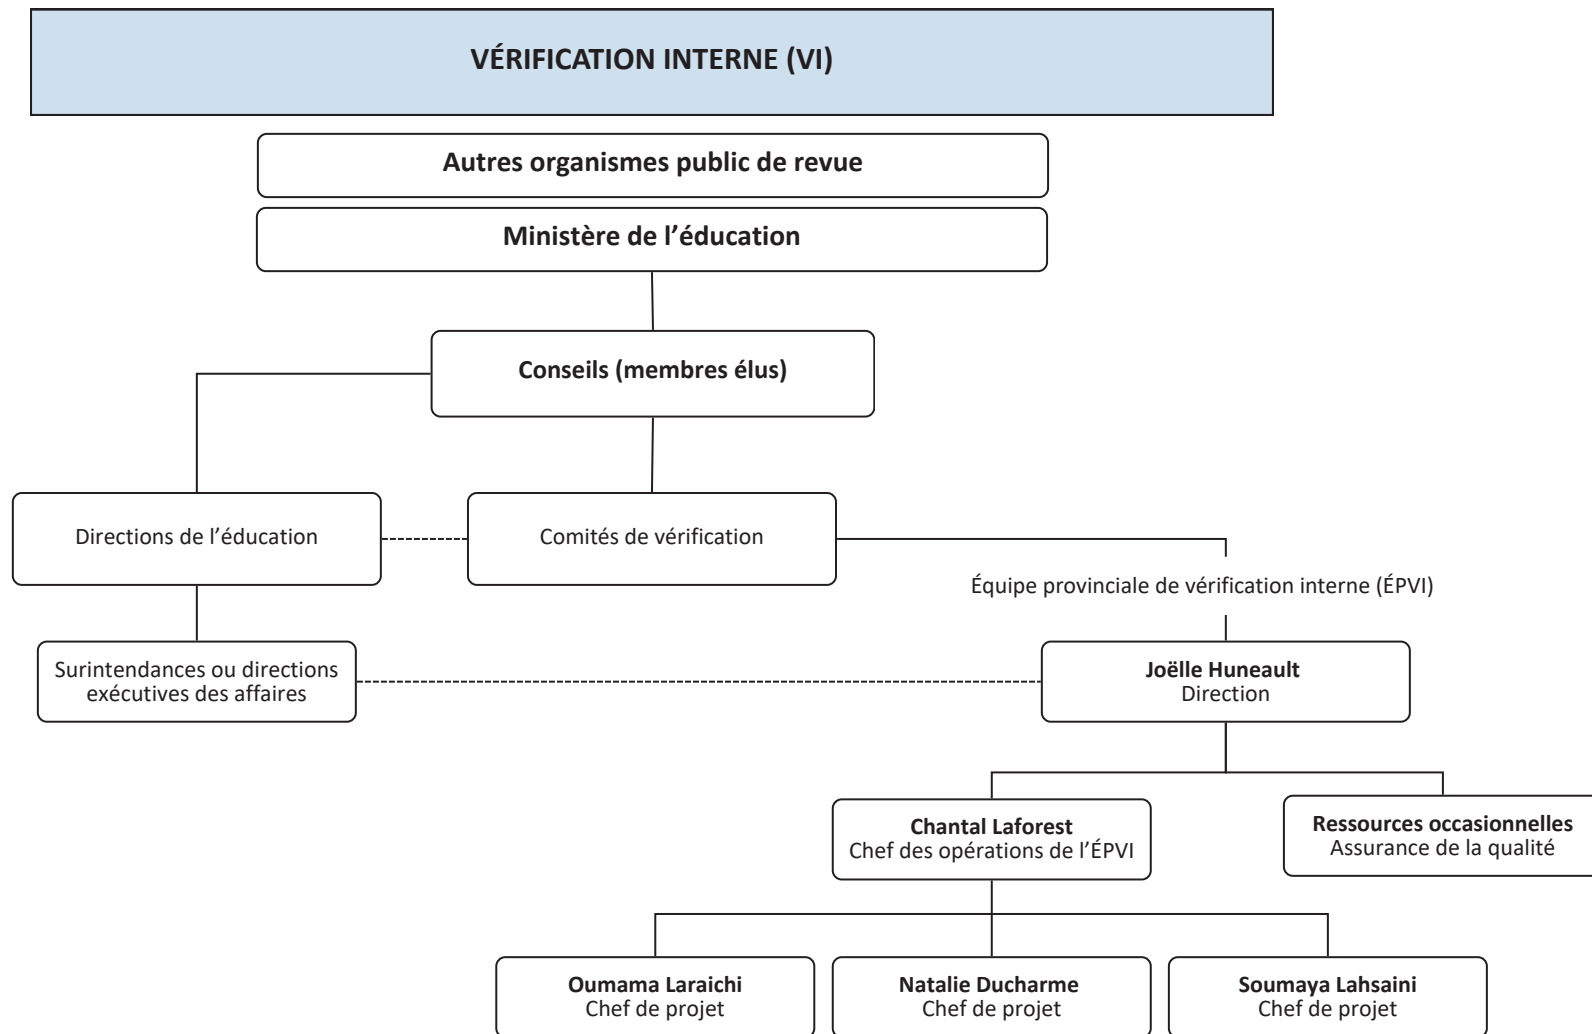 VÉRIFICATION INTERNE (VI)
Autres organismes public de revue
Ministère de l’éducation
Conseils (membres élus)
Directions de l’éducation
Comités de vérification
Équipe provinciale de vérification interne (ÉPVI)
Surintendances ou directions
exécutives des affaires
Joëlle Huneault
Direction
Chantal Laforest
Chef des opérations de l’ÉPVI
Ressources occasionnelles
Assurance de la qualité
Oumama Laraichi
Chef de projet
Natalie Ducharme
Chef de projet
Soumaya Lahsaini
Chef de projet